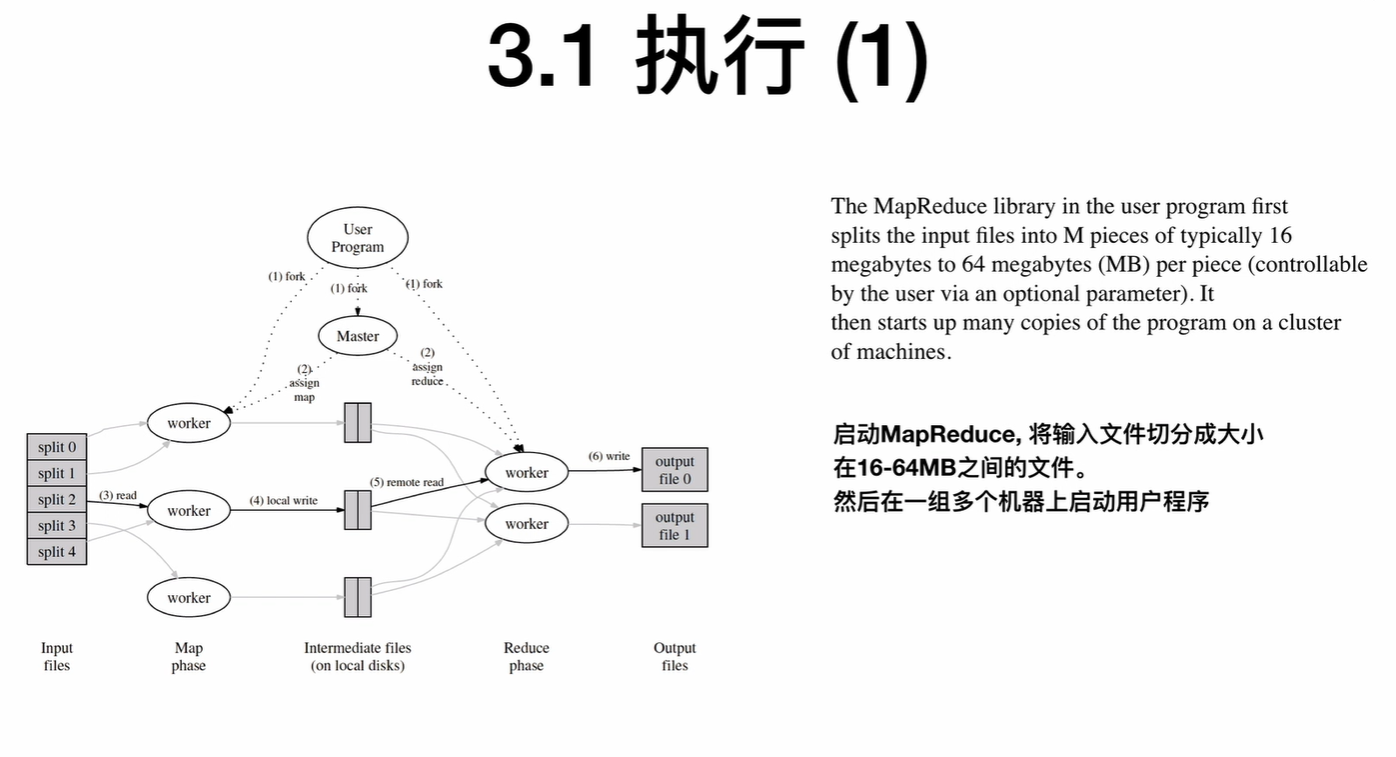 3.1 执行 (1)
User
Program
(1) fork
(1) fork
(1) fork
Master
(2)
assign
map
(2)
assign
reduce
worker
split 0
split 1
split 2
split 3
split 4
(3) read
worker
(4) local write
(5) remote read
worker
worker
worker
(6) write
output
file 0
output
file 1
Input
files
Map
phase
Intermediate files
(on local disks)
Reduce
phase
Output
files
The MapReduce library in the user program first
splits the input files into M pieces of typically 16
megabytes to 64 megabytes (MB) per piece (controllable
by the user via an optional parameter). It
then starts up many copies of the program on a cluster
of machines.
启动MapReduce, 将输入文件切分成大小
在16-64MB之间的文件。
然后在一组多个机器上启动用户程序